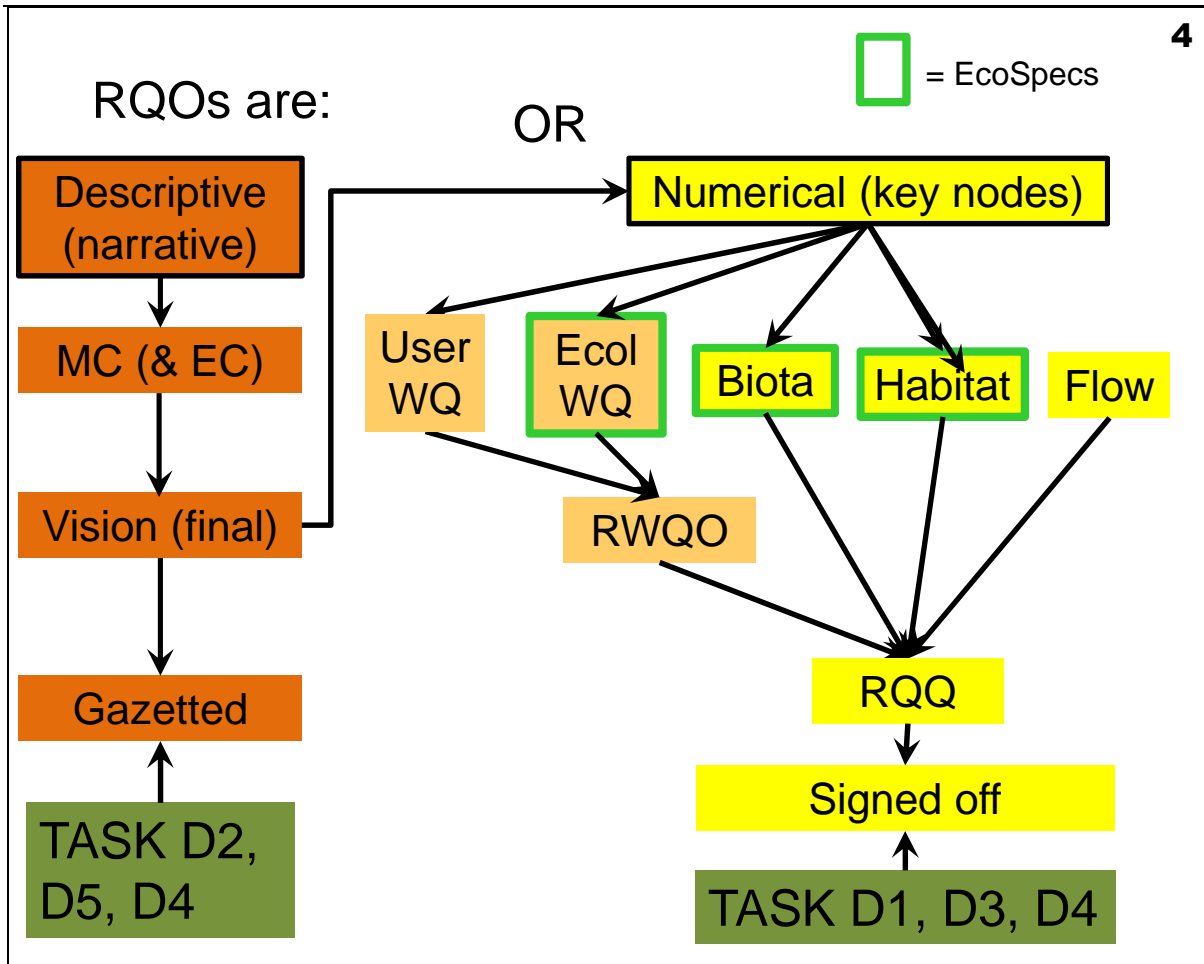 4
= EcoSpecs
RQOs are:
OR
Descriptive
(narrative)
Numerical (key nodes)
MC (& EC)
User
WQ
Ecol
WQ
Biota
Habitat
Flow
Vision (final)
RWQO
Gazetted
RQQ
Signed off
TASK D2,
D5, D4
TASK D1, D3, D4